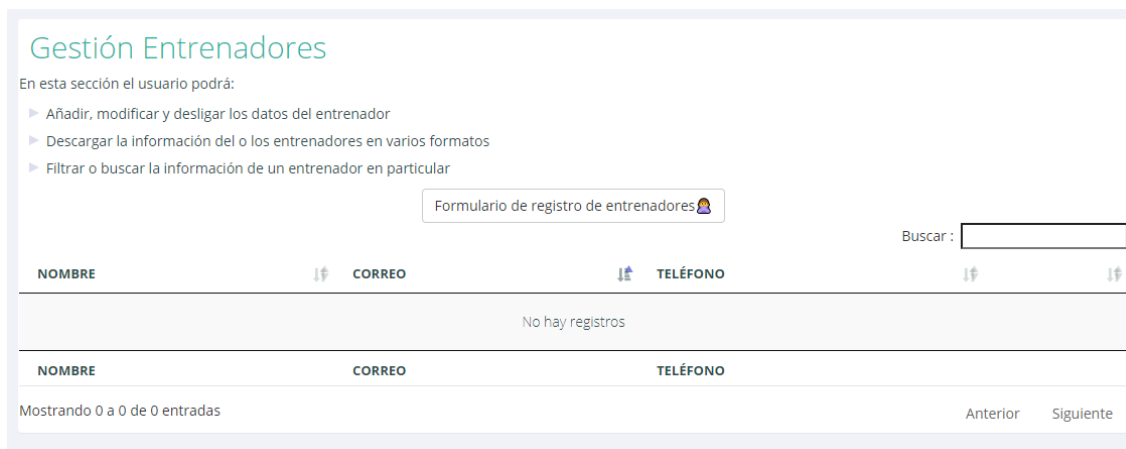 Gestión Entrenadores
En esta sección el usuario podrá:
Añadir, modificar y desligar los datos del entrenador
Descargar la información del o los entrenadores en varios formatos
Filtrar o buscar la información de un entrenador en particular
Formulario de registro de entrenadores
Buscar :
NOMBRE CORREO TELÉFONO
No hay registros
NOMBRE CORREO TELÉFONO
Mostrando 0 a 0 de 0 entradas Anterior Siguiente